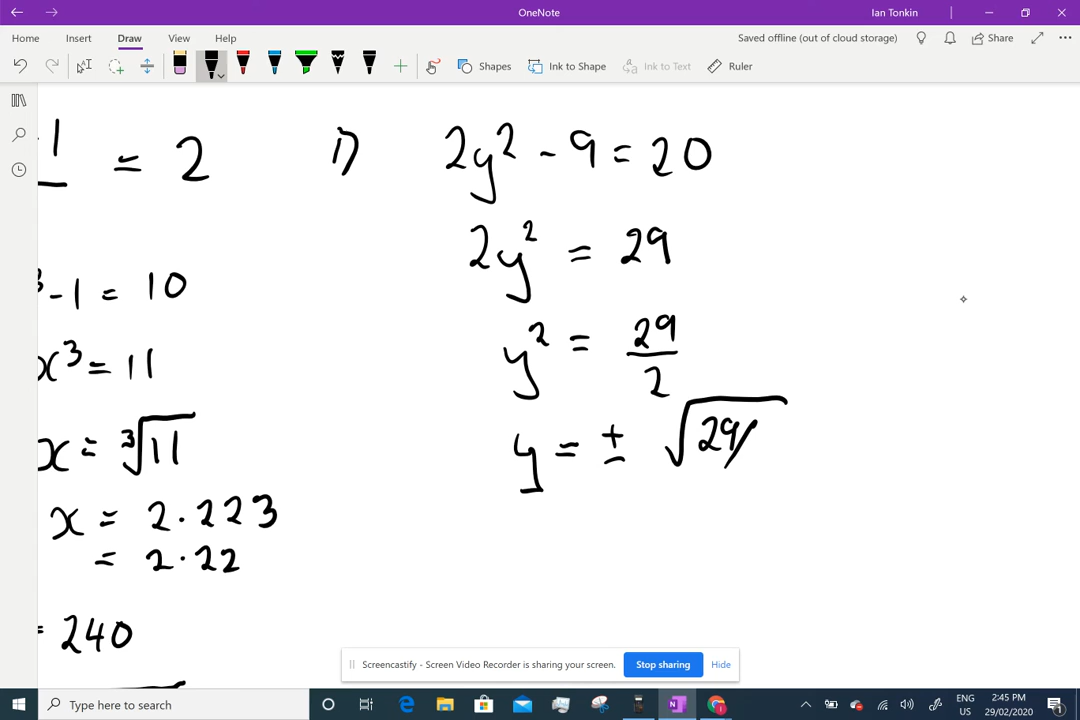 OneNote
Ian Tonkin
Home Insert Draw View Help
Saved offline (out of cloud storage) Share
Shapes Ink to Shape Ink to Text Ruler
1 = 2
i) 2y² - 9 = 20
2y² = 29
³ - 1 = 10
y² = 29/2
x³ = 11
y = ± √29/
x = ³√11
x = 2.223
= 2.22
= 240
Screencastify - Screen Video Recorder is sharing your screen. Stop sharing Hide
Type here to search
ENG
US
2:45 PM
29/02/2020
1